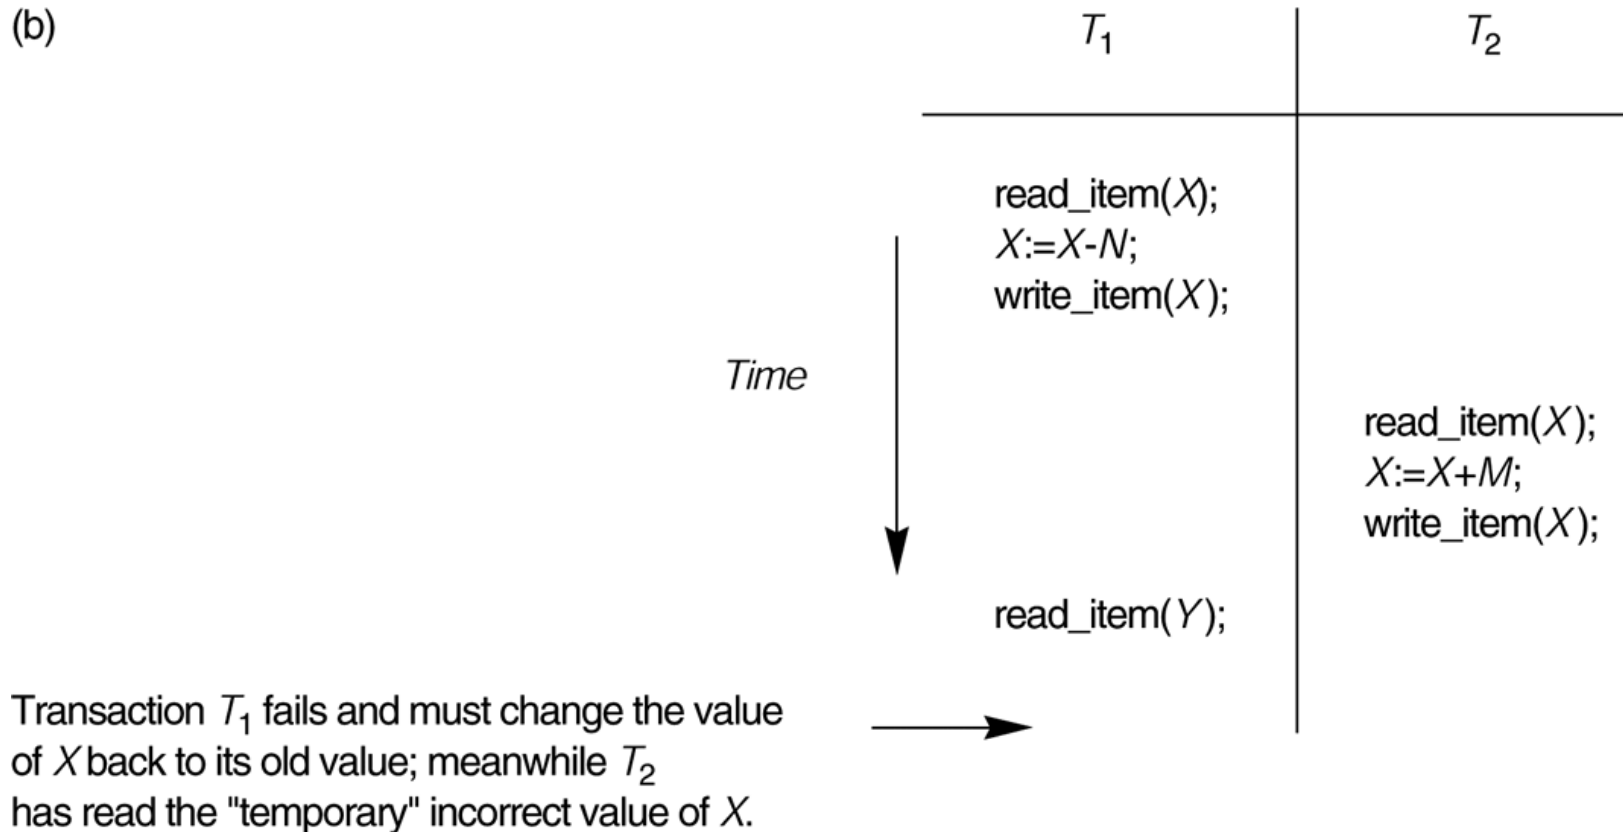 (b)
T1 T2
read_item(X);
X:=X-N;
write_item(X);
Time
read_item(X);
X:=X+M;
write_item(X);
read_item(Y);
Transaction T1 fails and must change the value
of X back to its old value; meanwhile T2
has read the "temporary" incorrect value of X.